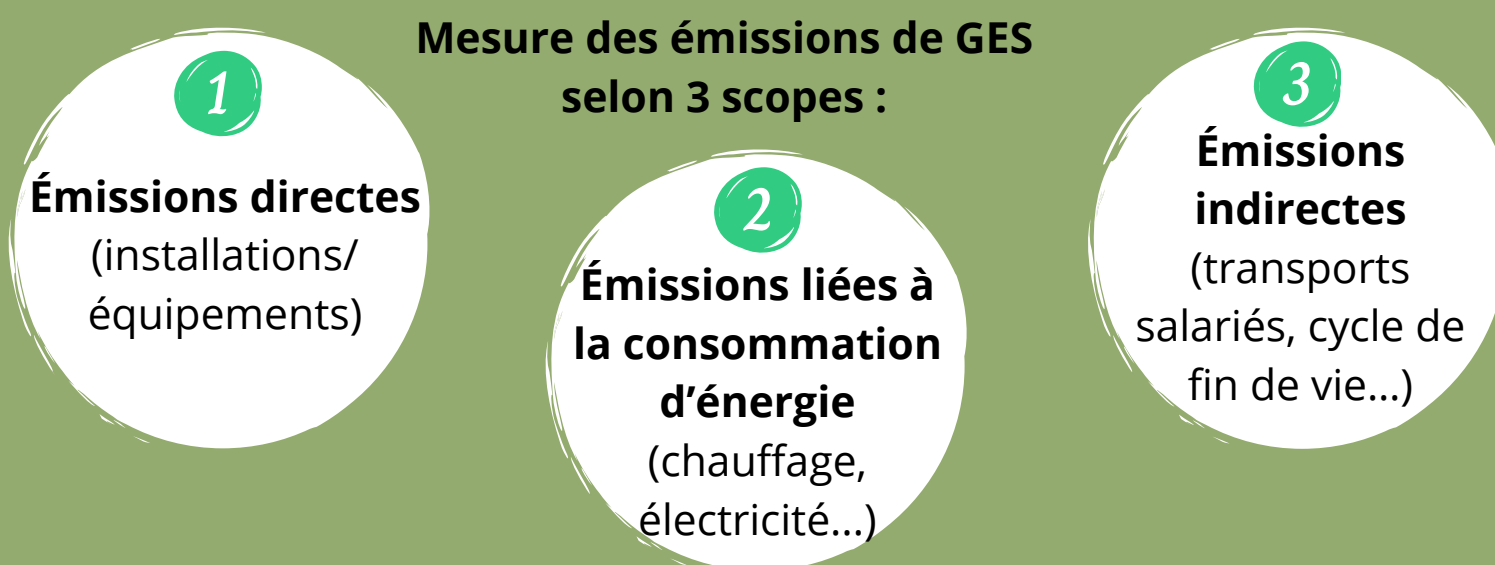 Mesure des émissions de GES
selon 3 scopes :
1
Émissions directes
(installations/
équipements)
2
Émissions liées à
la consommation
d’énergie
(chauffage,
électricité...)
3
Émissions
indirectes
(transports
salariés, cycle de
fin de vie...)